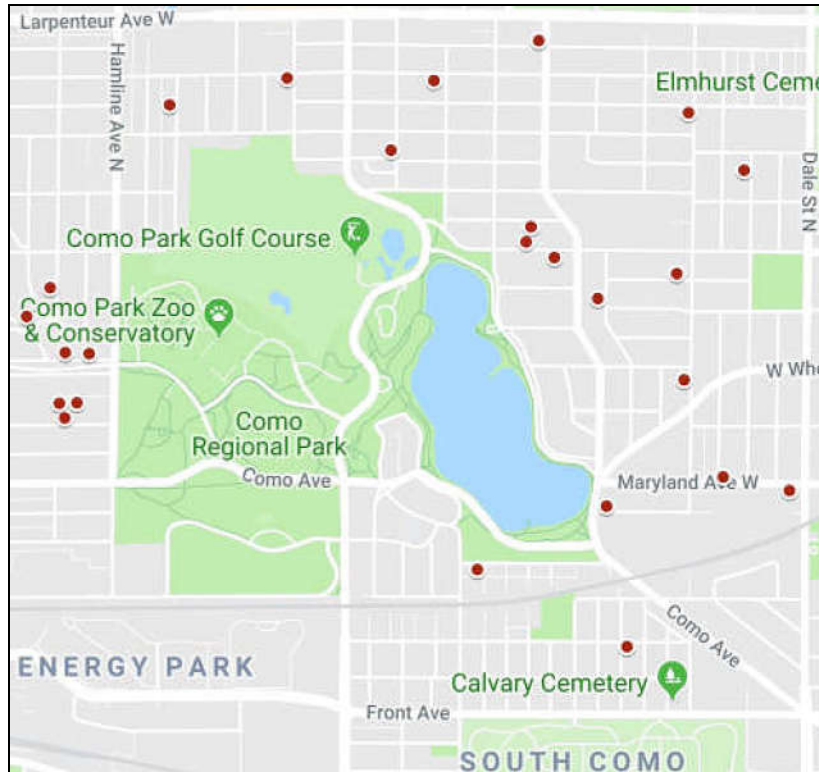 Larpenteur Ave W
Hamline Ave N
Elmhurst Ceme
Dale St N
Como Park Golf Course
Como Park Zoo
& Conservatory
W Whe
Como
Regional Park
Como Ave
Maryland Ave W
Como Ave
ENERGY PARK
Calvary Cemetery
Front Ave
SOUTH COMO